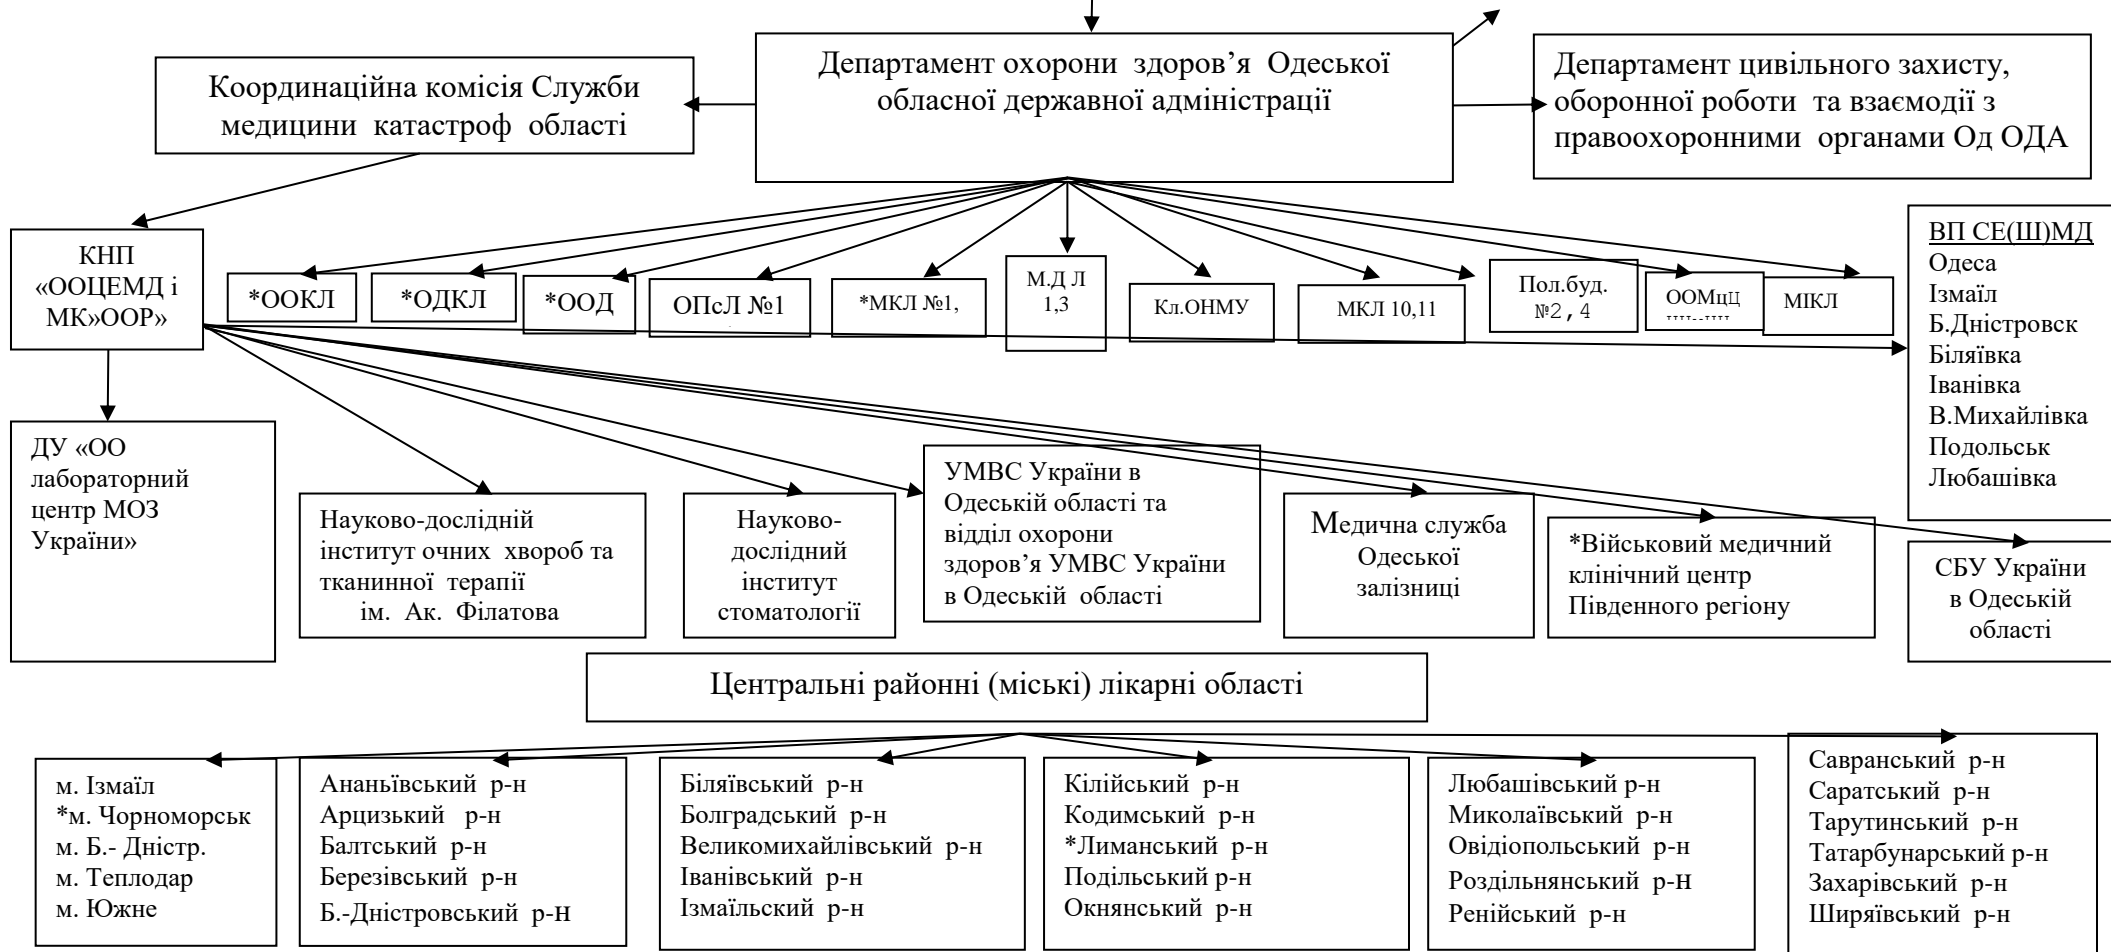 Координаційна комісія Служби
медицини катастроф області
Департамент охорони здоров’я Одеської
обласної державної адміністрації
Департамент цивільного захисту,
оборонної роботи та взаємодії з
правоохоронними органами Од ОДА
КНП
«ООЦЕМД і
МК»ООР»
*ООКЛ
*ОДКЛ
*ООД
ОПсЛ №1
*МКЛ №1,
М.Д Л
1,3
Кл.ОНМУ
МКЛ 10,11
Пол.буд.
№2,4
ООМцЦ
МІКЛ
ВП СЕ(Ш)МД
Одеса
Ізмаїл
Б.Дністровск
Біляївка
Іванівка
В.Михайлівка
Подольськ
Любашівка
ДУ «ОО
лабораторний
центр МОЗ
України»
Науково-дослідній
інститут очних хвороб та
тканинної терапії
ім. Ак. Філатова
Науково-
дослідний
інститут
стоматології
УМВС України в
Одеській області та
відділ охорони
здоров’я УМВС України
в Одеській області
Медична служба
Одеської
залізниці
*Військовий медичний
клінічний центр
Південного регіону
СБУ України
в Одеській
області
Центральні районні (міські) лікарні області
м. Ізмаїл
*м. Чорноморськ
м. Б.- Дністр.
м. Теплодар
м. Южне
Ананьївський р-н
Арцизький р-н
Балтський р-н
Березівський р-н
Б.-Дністровський р-н
Біляївський р-н
Болградський р-н
Великомихайлівський р-н
Іванівський р-н
Ізмаїльский р-н
Кілійський р-н
Кодимський р-н
*Лиманський р-н
Подільський р-н
Окнянський р-н
Любашівський р-н
Миколаївський р-н
Овідіопольський р-н
Роздільнянський р-н
Ренійський р-н
Савранський р-н
Саратський р-н
Тарутинський р-н
Татарбунарський р-н
Захарівський р-н
Ширяївський р-н